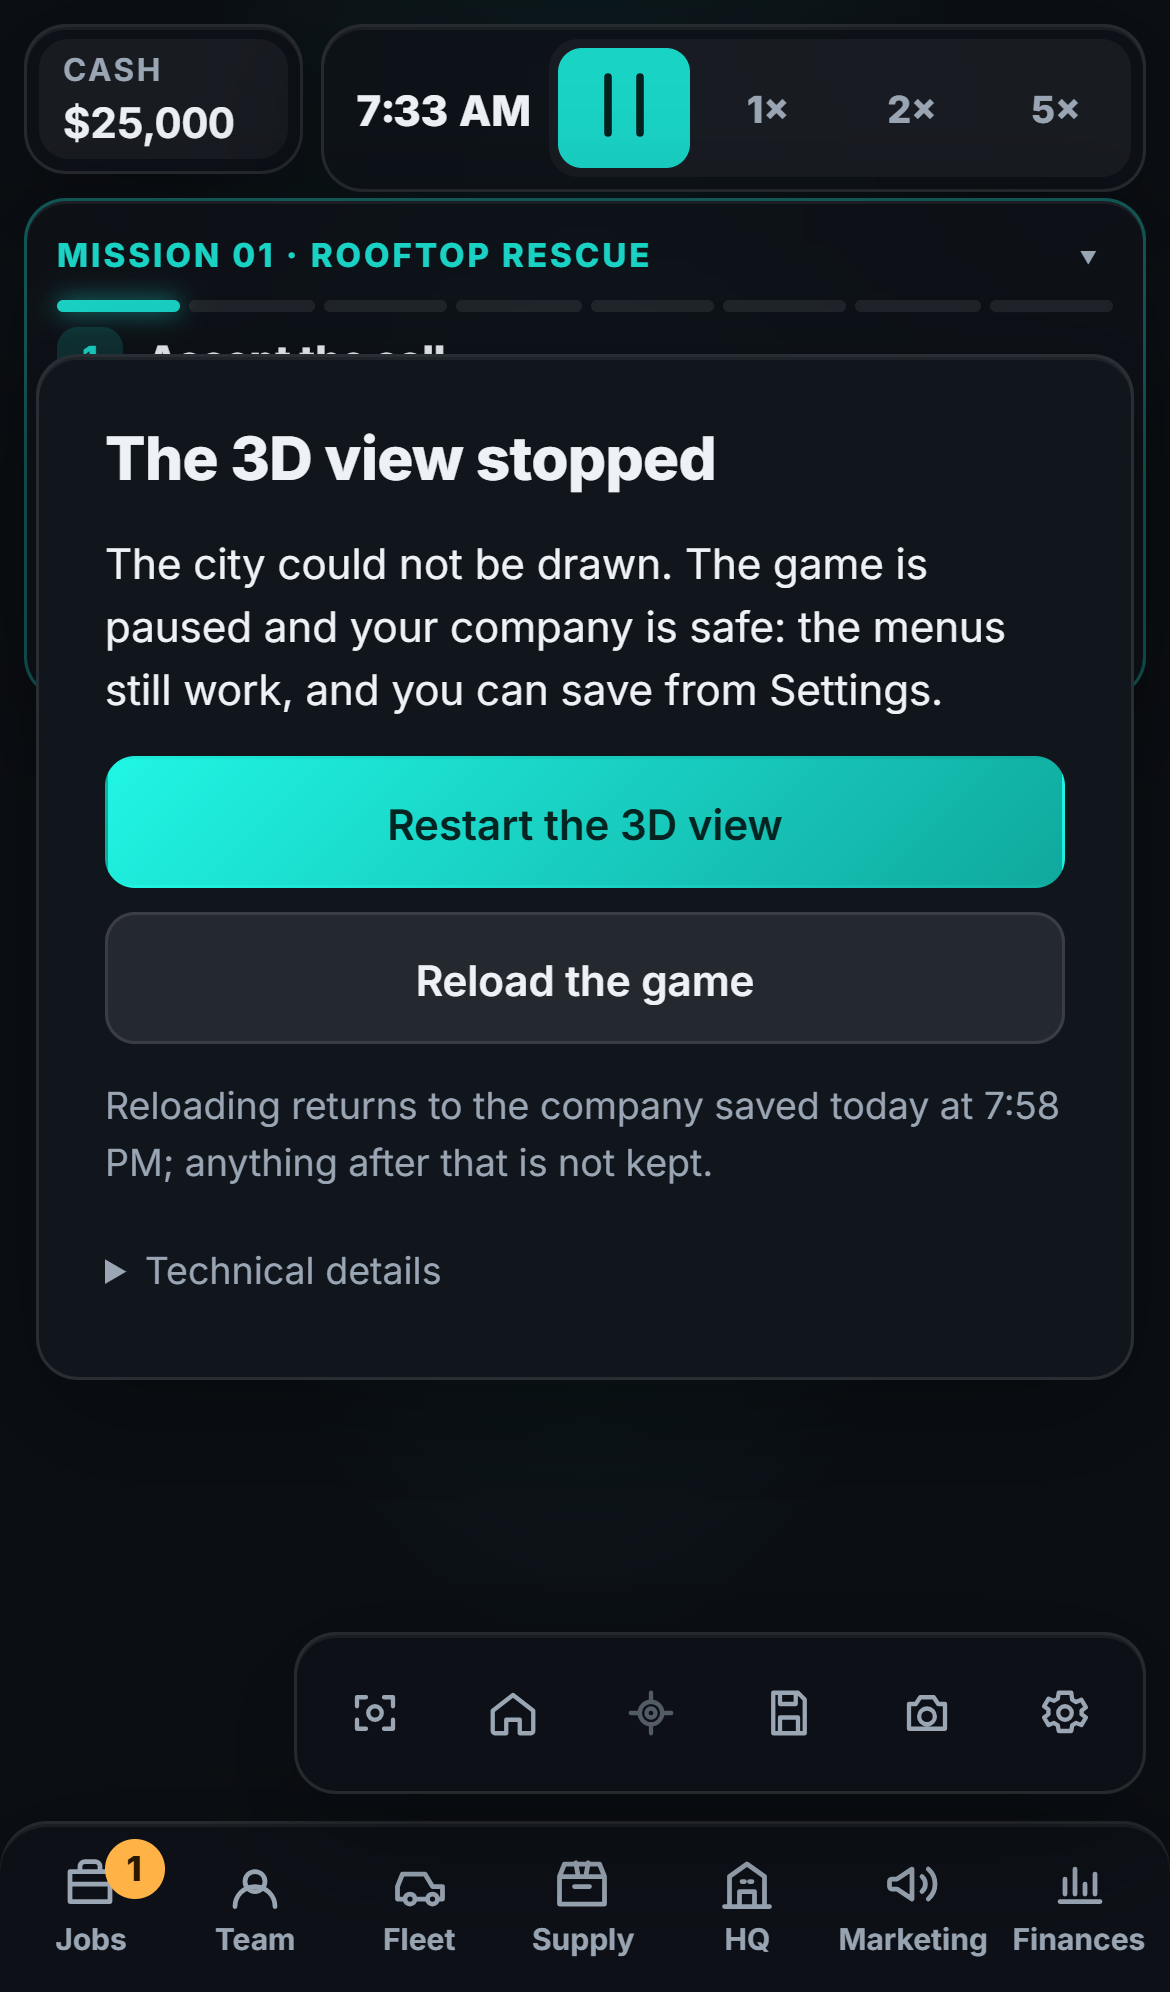 CASH
$25,000
7:33 AM
1×
2×
5×
MISSION 01 · ROOFTOP RESCUE
1 Accept the call
The 3D view stopped
The city could not be drawn. The game is
paused and your company is safe: the menus
still work, and you can save from Settings.
Restart the 3D view
Reload the game
Reloading returns to the company saved today at 7:58
PM; anything after that is not kept.
Technical details
1
Jobs
Team
Fleet
Supply
HQ
Marketing
Finances